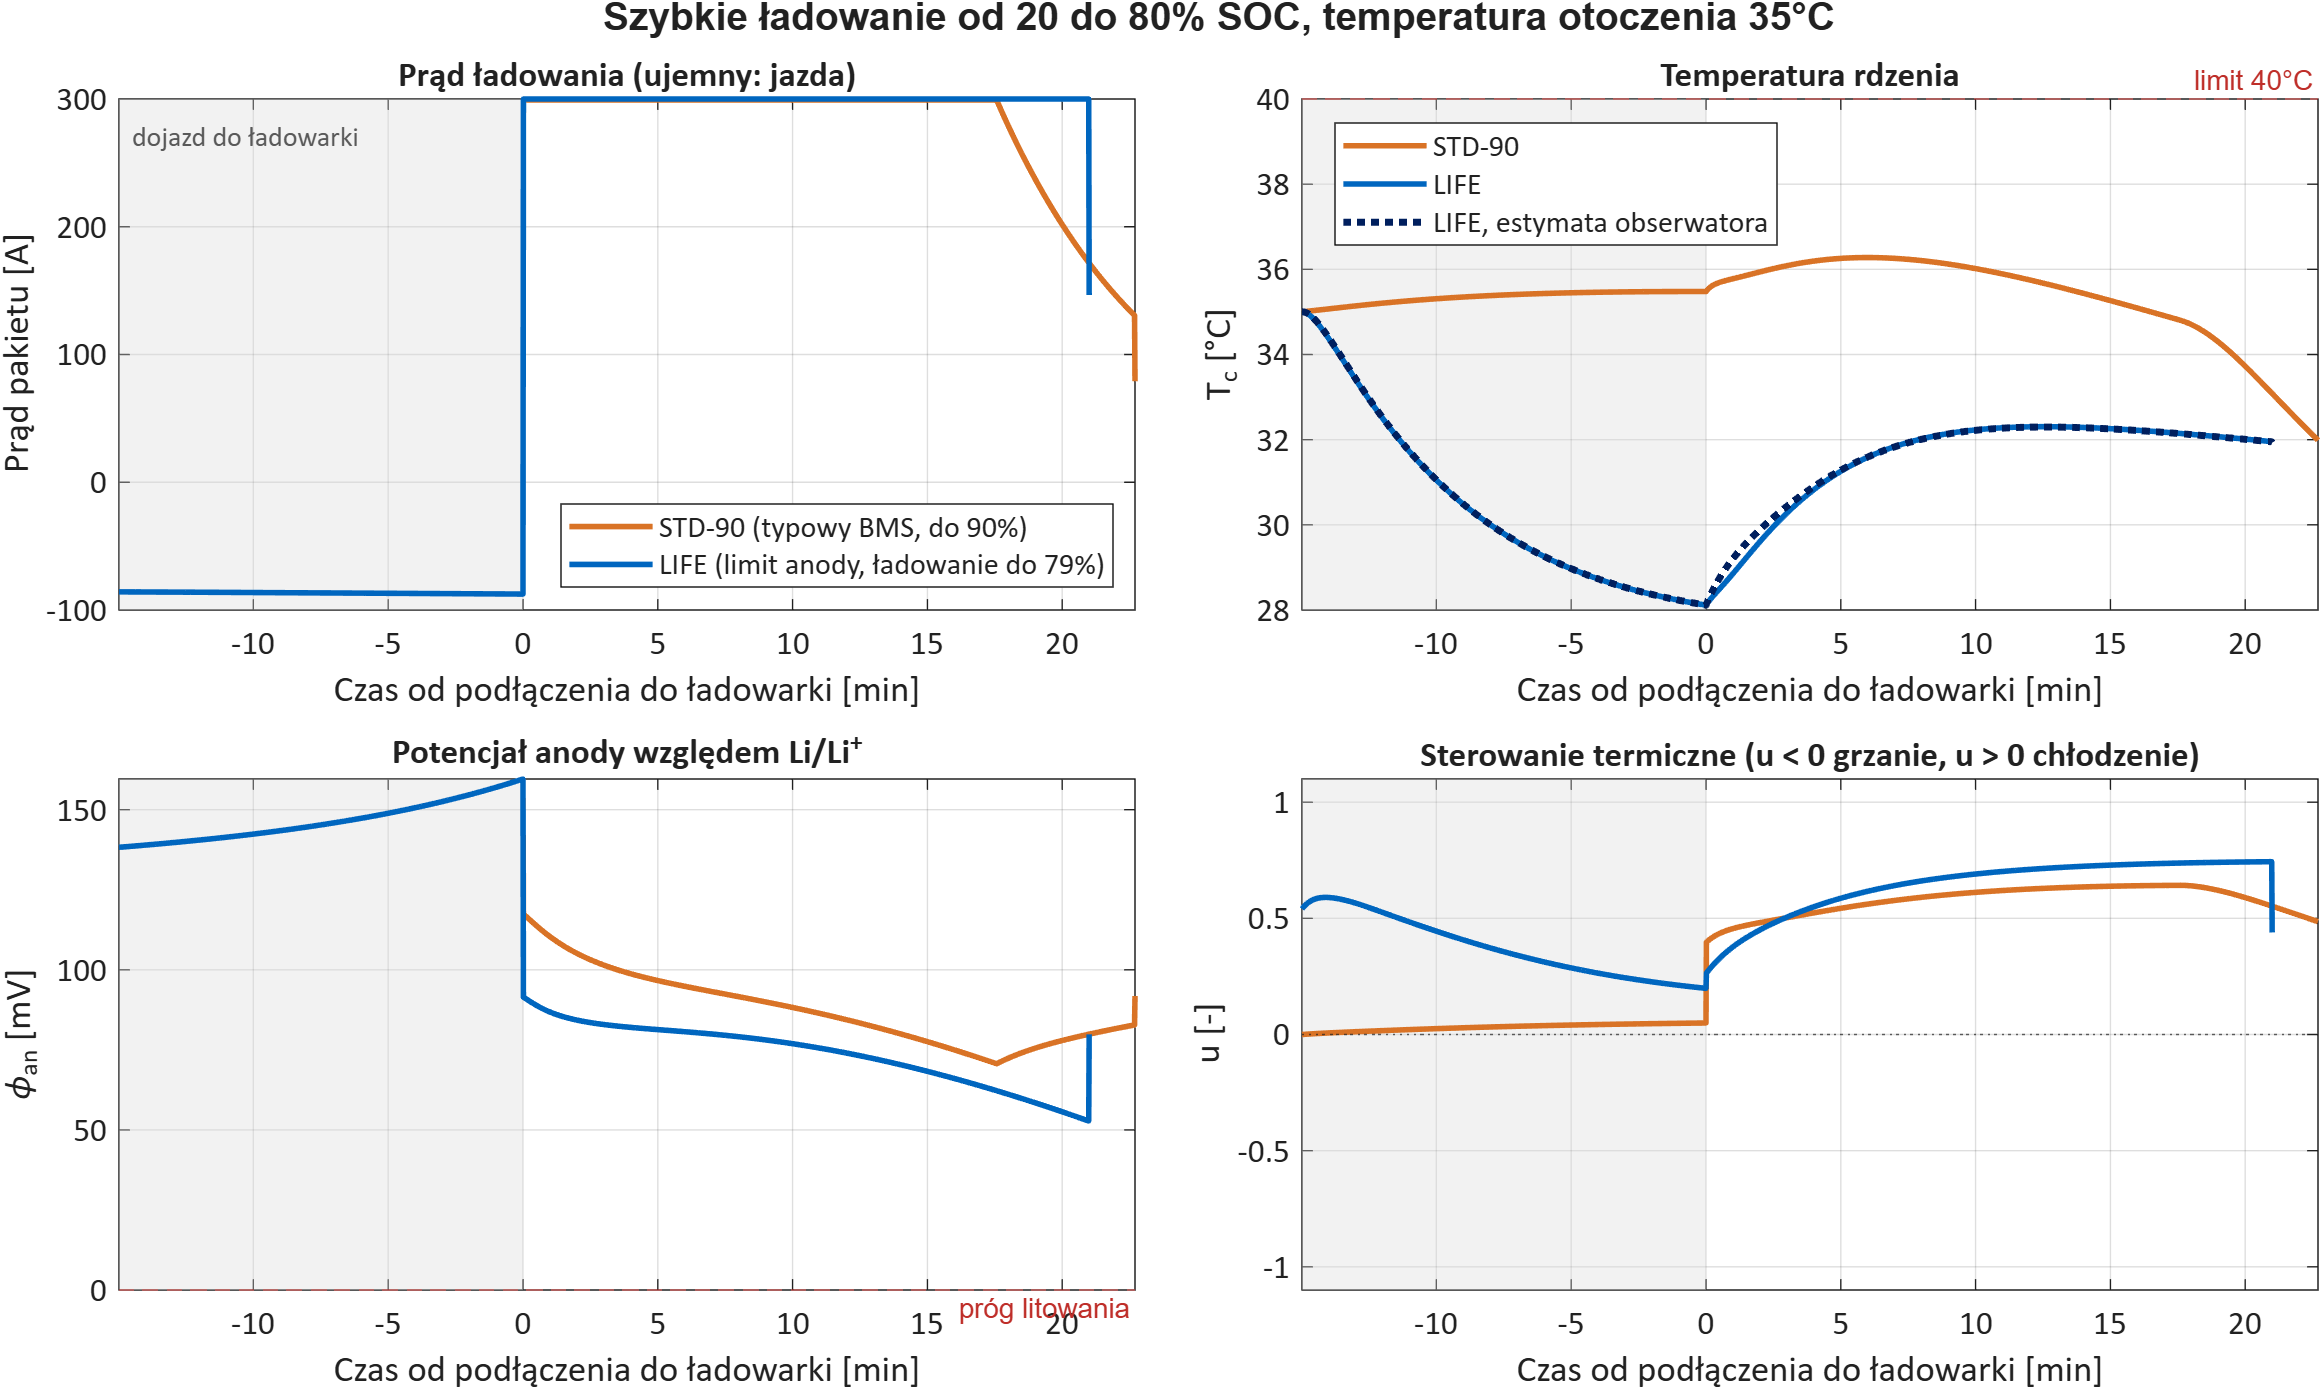 Szybkie ładowanie od 20 do 80% SOC, temperatura otoczenia 35°C
Prąd ładowania (ujemny: jazda)
300
200
100
0
-100
Prąd pakietu [A]
dojazd do ładowarki
STD-90 (typowy BMS, do 90%)
LIFE (limit anody, ładowanie do 79%)
-10
-5
0
5
10
15
20
Czas od podłączenia do ładowarki [min]
Temperatura rdzenia
limit 40°C
40
38
36
34
32
30
28
T_c [°C]
STD-90
LIFE
LIFE, estymata obserwatora
-10
-5
0
5
10
15
20
Czas od podłączenia do ładowarki [min]
Potencjał anody względem Li/Li⁺
150
100
50
0
ϕ_an [mV]
próg litowania
-10
-5
0
5
10
15
20
Czas od podłączenia do ładowarki [min]
Sterowanie termiczne (u < 0 grzanie, u > 0 chłodzenie)
1
0.5
0
-0.5
-1
u [-]
-10
-5
0
5
10
15
20
Czas od podłączenia do ładowarki [min]